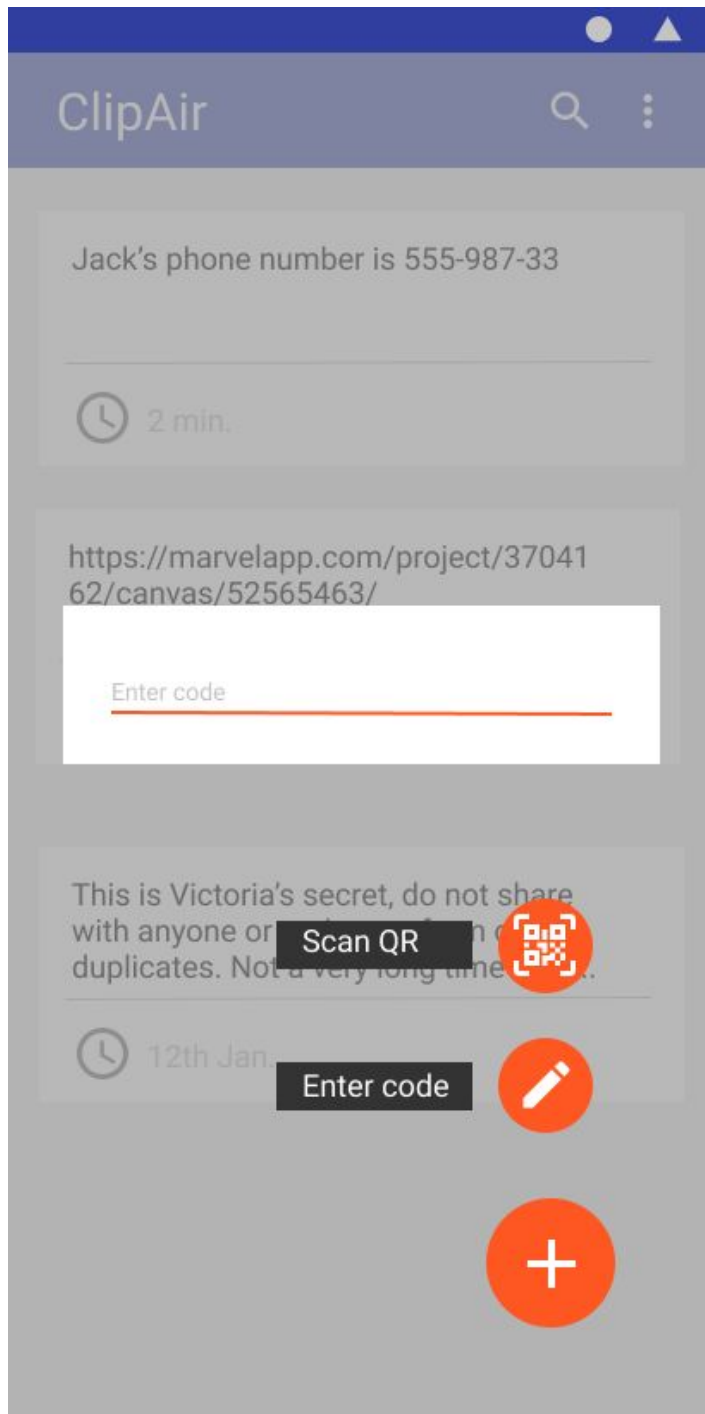 ClipAir
Jack's phone number is 555-987-33
2 min.
https://marvelapp.com/project/37041
62/canvas/52565463/
Enter code
This is Victoria's secret, do not share
with anyone or
Scan QR
duplicates. Not a very long time
12th Jan.
Enter code